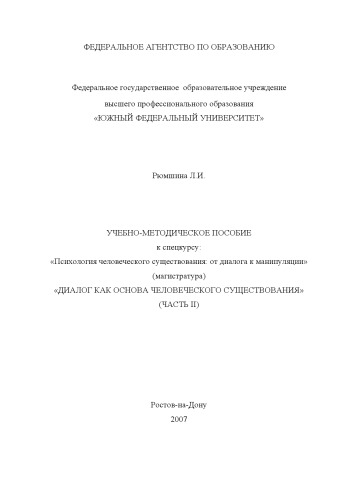 ФЕДЕРАЛЬНОЕ АГЕНТСТВО ПО ОБРАЗОВАНИЮ
Федеральное государственное образовательное учреждение
высшего профессионального образования
«ЮЖНЫЙ ФЕДЕРАЛЬНЫЙ УНИВЕРСИТЕТ»
Рюмшина Л.И.
УЧЕБНО-МЕТОДИЧЕСКОЕ ПОСОБИЕ
к спецкурсу:
«Психология человеческого существования: от диалога к манипуляции»
(магистратура)
«ДИАЛОГ КАК ОСНОВА ЧЕЛОВЕЧЕСКОГО СУЩЕСТВОВАНИЯ»
(ЧАСТЬ II)
Ростов-на-Дону
2007